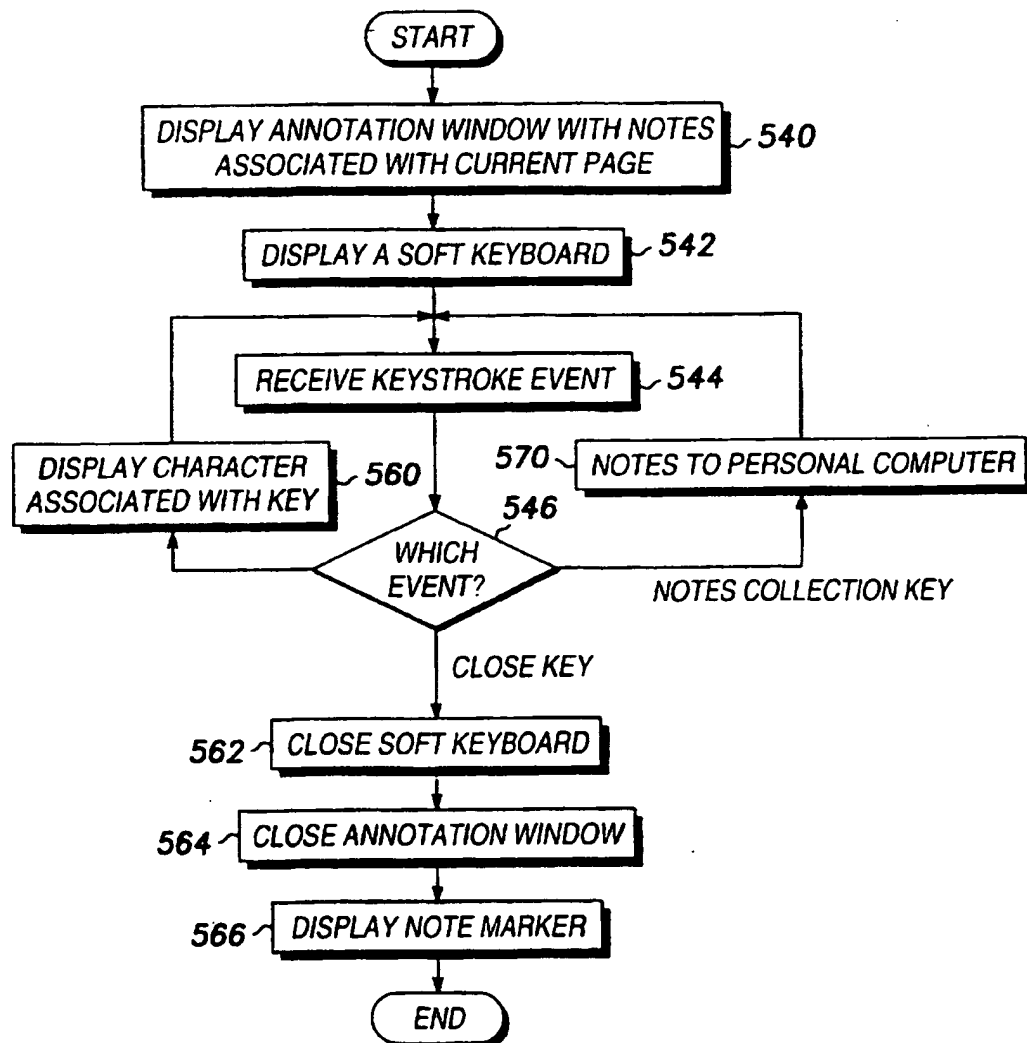 START
DISPLAY ANNOTATION WINDOW WITH NOTES
ASSOCIATED WITH CURRENT PAGE
540
DISPLAY A SOFT KEYBOARD
542
RECEIVE KEYSTROKE EVENT
544
DISPLAY CHARACTER
ASSOCIATED WITH KEY
560
570
NOTES TO PERSONAL COMPUTER
546
WHICH
EVENT?
NOTES COLLECTION KEY
CLOSE KEY
562
CLOSE SOFT KEYBOARD
564
CLOSE ANNOTATION WINDOW
566
DISPLAY NOTE MARKER
END